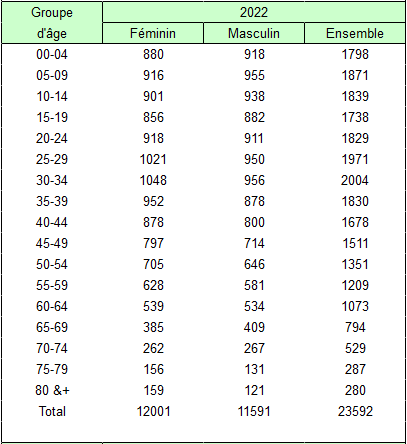 Groupe 2022
d'âge Féminin Masculin Ensemble
00-04 880 918 1798
05-09 916 955 1871
10-14 901 938 1839
15-19 856 882 1738
20-24 918 911 1829
25-29 1021 950 1971
30-34 1048 956 2004
35-39 952 878 1830
40-44 878 800 1678
45-49 797 714 1511
50-54 705 646 1351
55-59 628 581 1209
60-64 539 534 1073
65-69 385 409 794
70-74 262 267 529
75-79 156 131 287
80 &+ 159 121 280
Total 12001 11591 23592